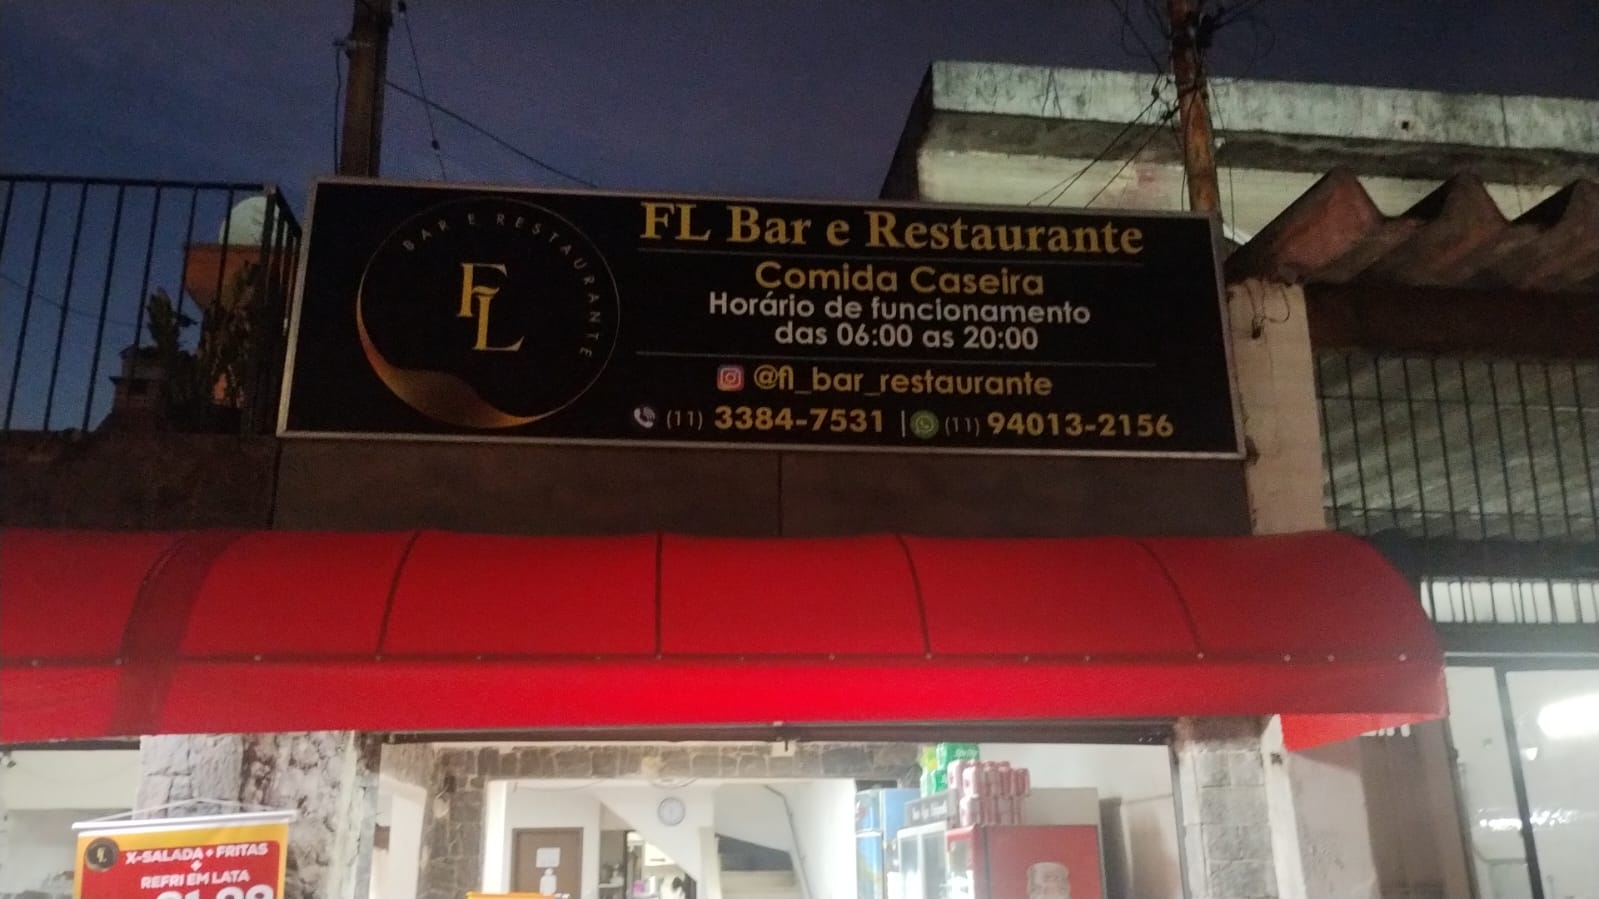 BAR E RESTAURANTE
FL
FL Bar e Restaurante
Comida Caseira
Horário de funcionamento
das 06:00 as 20:00
@fl_bar_restaurante
(11) 3384-7531 | (11) 94013-2156
X-SALADA + FRITAS
REFRI EM LATA